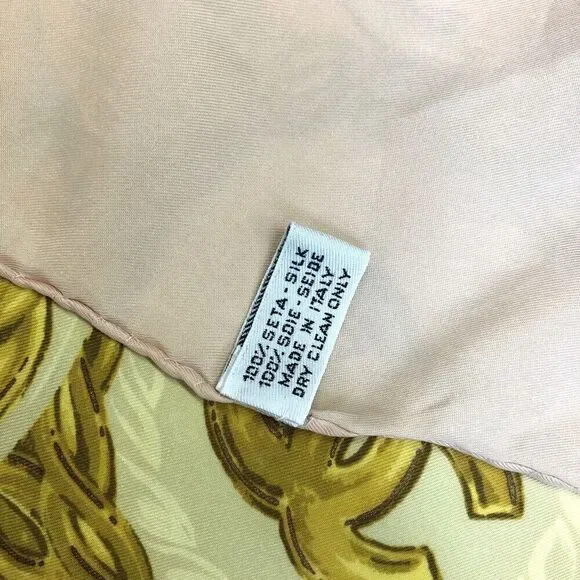 100% SETA - SILK
100% SOIE - SEIDE
MADE IN ITALY
DRY CLEAN ONLY